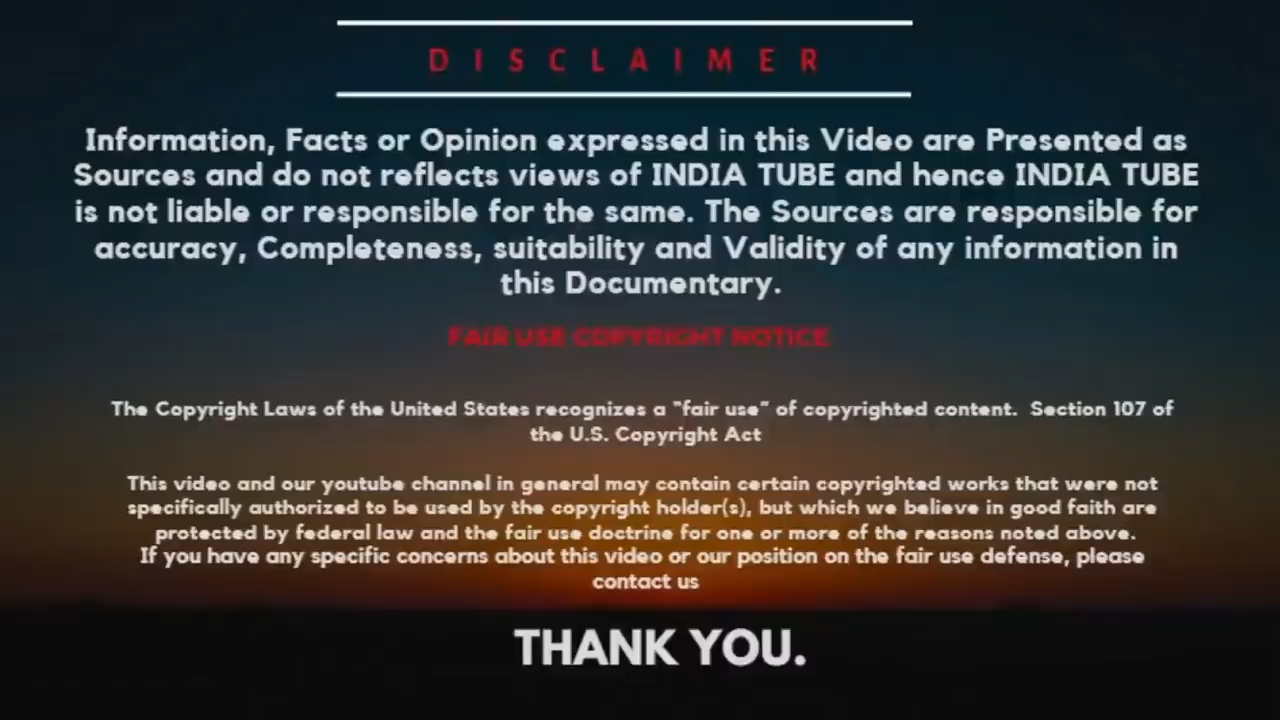 DISCLAIMER
Information, Facts or Opinion expressed in this Video are Presented as
Sources and do not reflects views of INDIA TUBE and hence INDIA TUBE
is not liable or responsible for the same. The Sources are responsible for
accuracy, Completeness, suitability and Validity of any information in
this Documentary.
FAIR USE COPYRIGHT NOTICE
The Copyright Laws of the United States recognizes a "fair use" of copyrighted content. Section 107 of
the U.S. Copyright Act
This video and our youtube channel in general may contain certain copyrighted works that were not
specifically authorized to be used by the copyright holder(s), but which we believe in good faith are
protected by federal law and the fair use doctrine for one or more of the reasons noted above.
If you have any specific concerns about this video or our position on the fair use defense, please
contact us
THANK YOU.